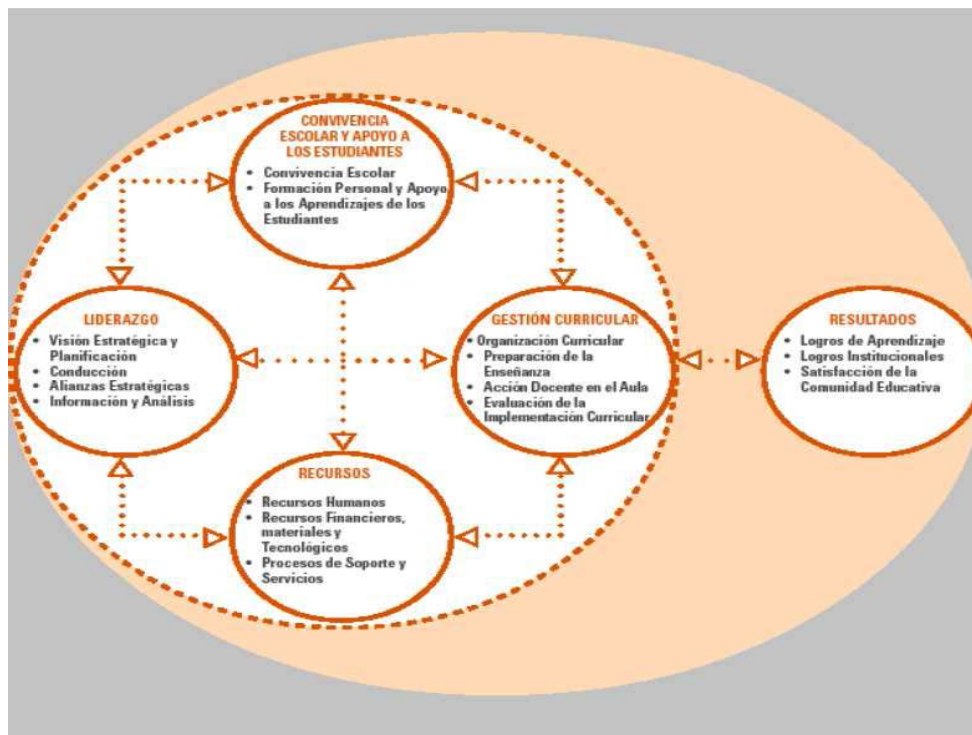 CONVIVENCIA
ESCOLAR Y APOYO A
LOS ESTUDIANTES
• Convivencia Escolar
• Formación Personal y Apoyo
a los Aprendizajes de los
Estudiantes
LIDERAZGO
• Visión Estratégica y
Planificación
• Conducción
• Alianzas Estratégicas
• Información y Análisis
GESTIÓN CURRICULAR
• Organización Curricular
• Preparación de la
Enseñanza
• Acción Docente en el Aula
• Evaluación de la
Implementación Curricular
RESULTADOS
• Logros de Aprendizaje
• Logros Institucionales
• Satisfacción de la
Comunidad Educativa
RECURSOS
• Recursos Humanos
• Recursos Financieros,
materiales y
Tecnológicos
• Procesos de Soporte y
Servicios